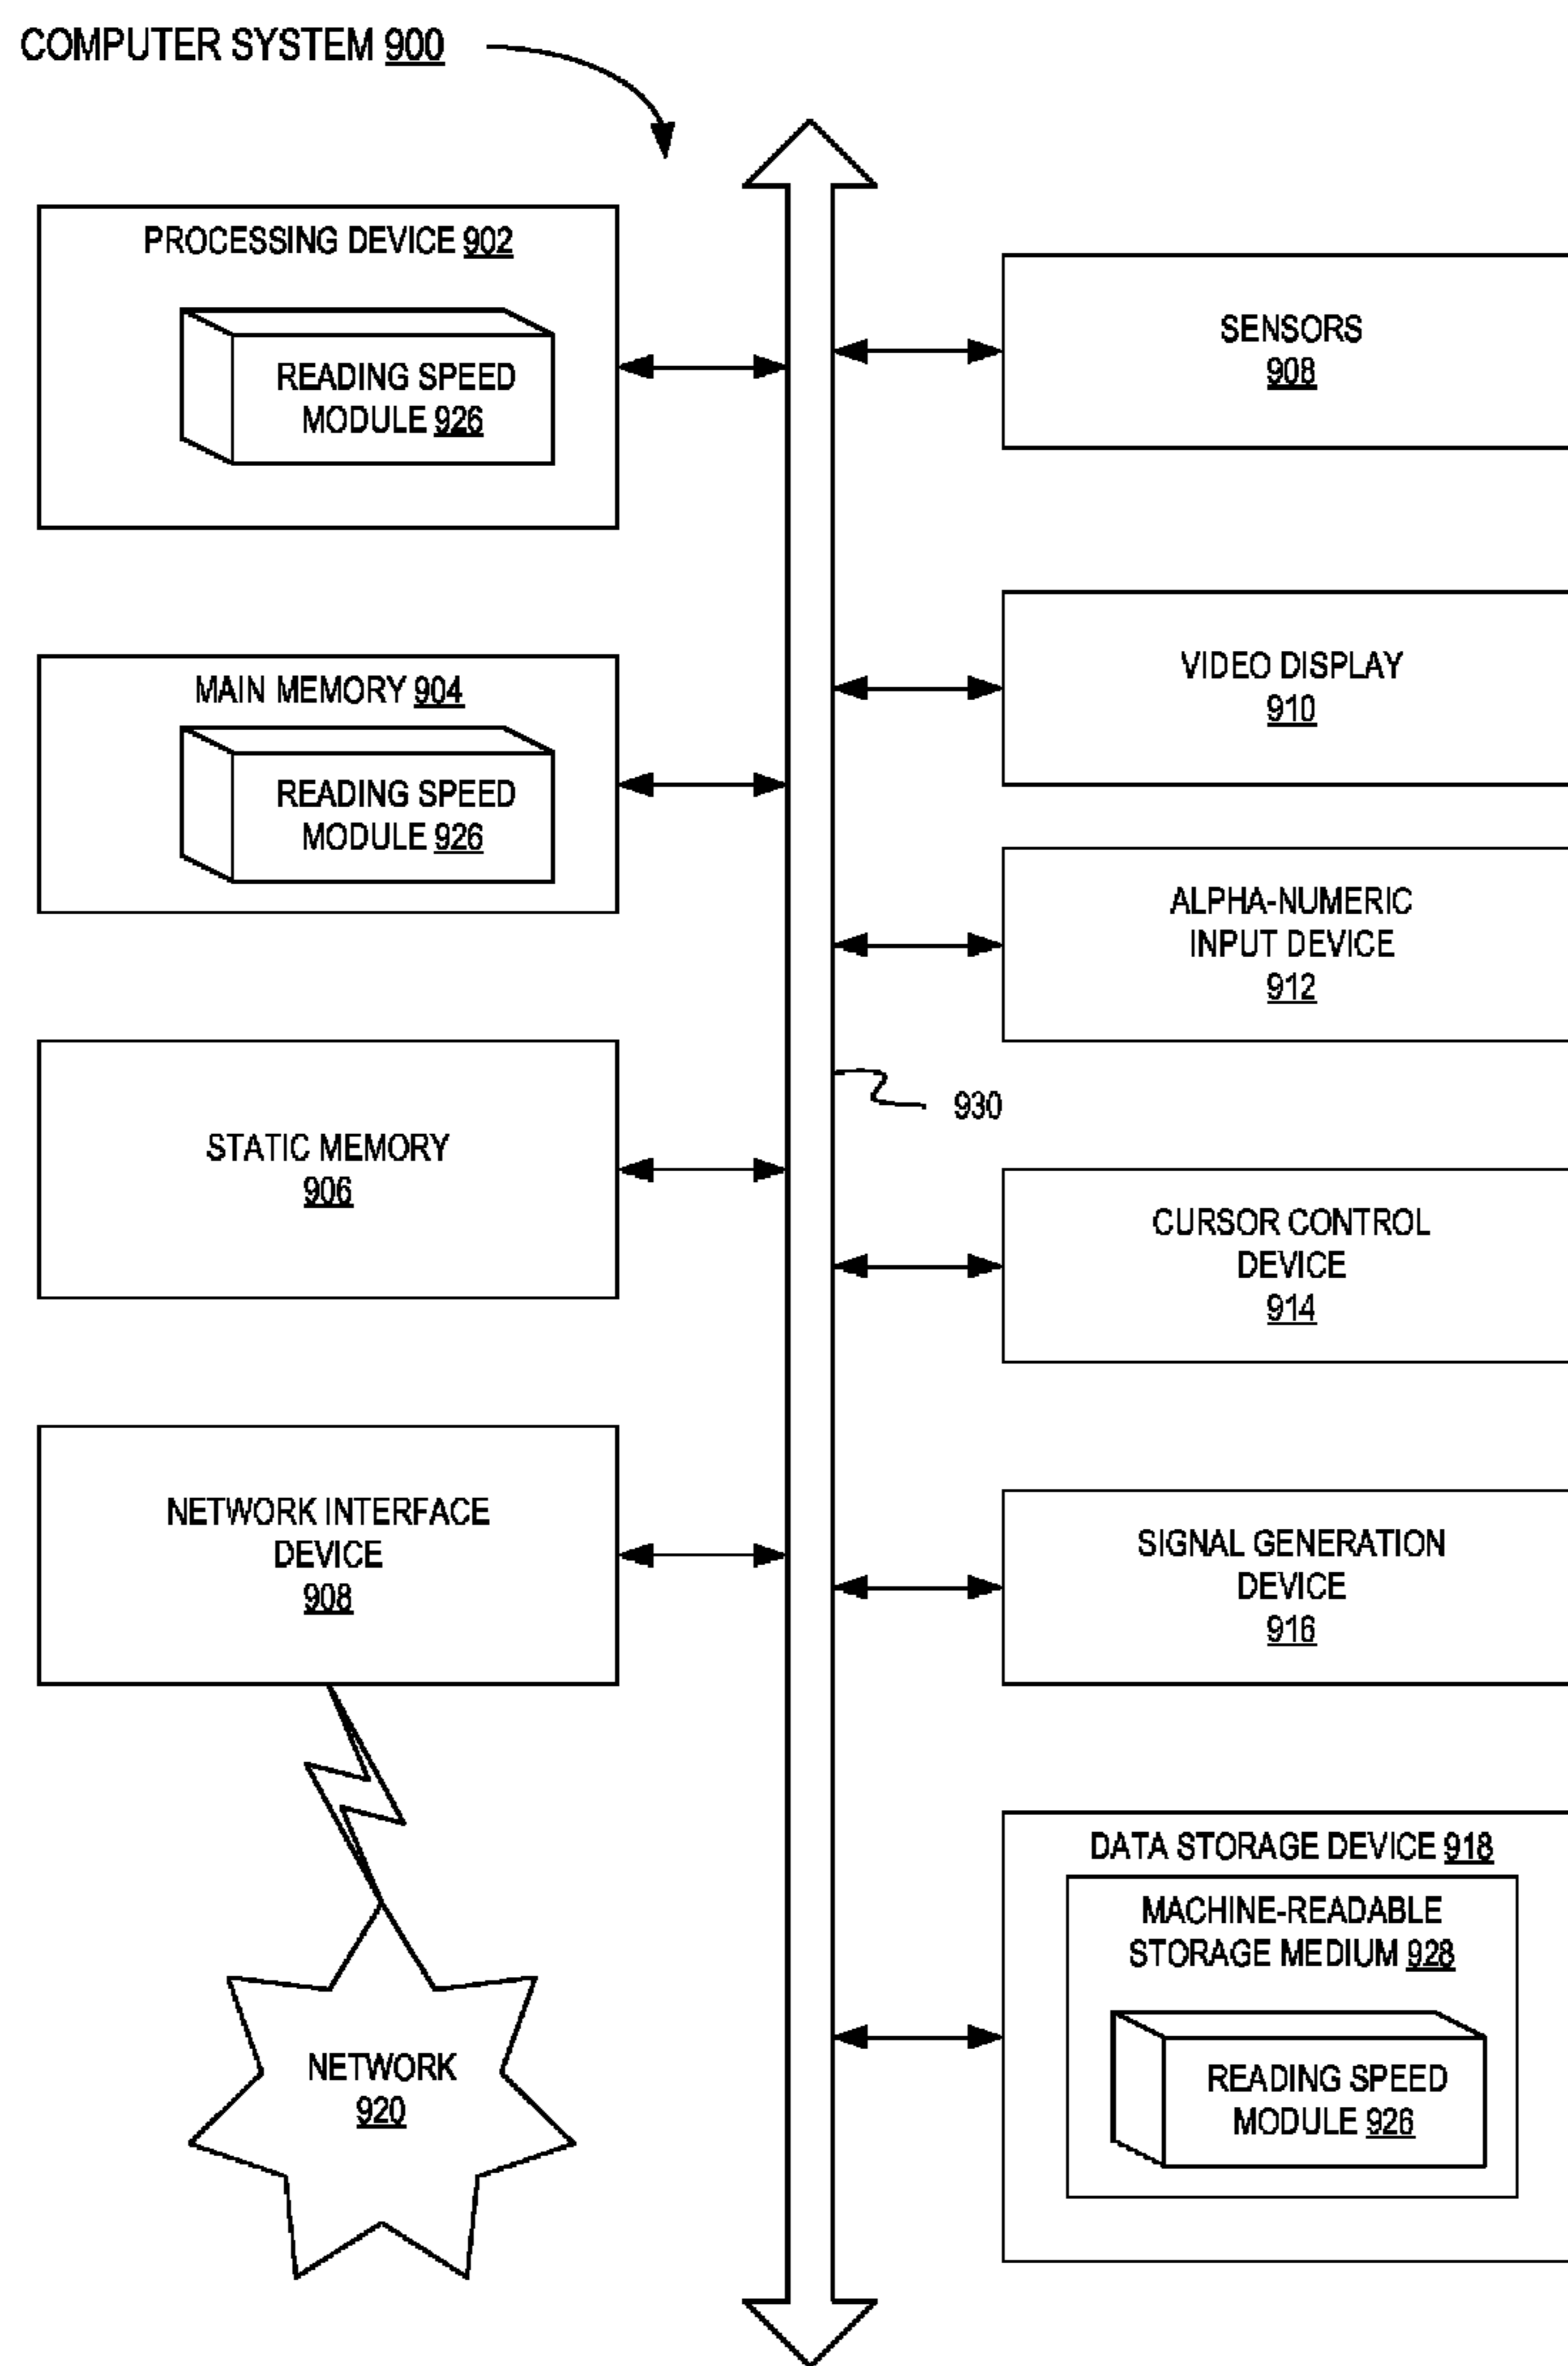 COMPUTER SYSTEM 900
PROCESSING DEVICE 902
READING SPEED
MODULE 926
MAIN MEMORY 904
READING SPEED
MODULE 926
STATIC MEMORY
906
NETWORK INTERFACE
DEVICE
908
NETWORK
920
SENSORS
908
VIDEO DISPLAY
910
ALPHA-NUMERIC
INPUT DEVICE
912
930
CURSOR CONTROL
DEVICE
914
SIGNAL GENERATION
DEVICE
916
DATA STORAGE DEVICE 918
MACHINE-READABLE
STORAGE MEDIUM 928
READING SPEED
MODULE 926